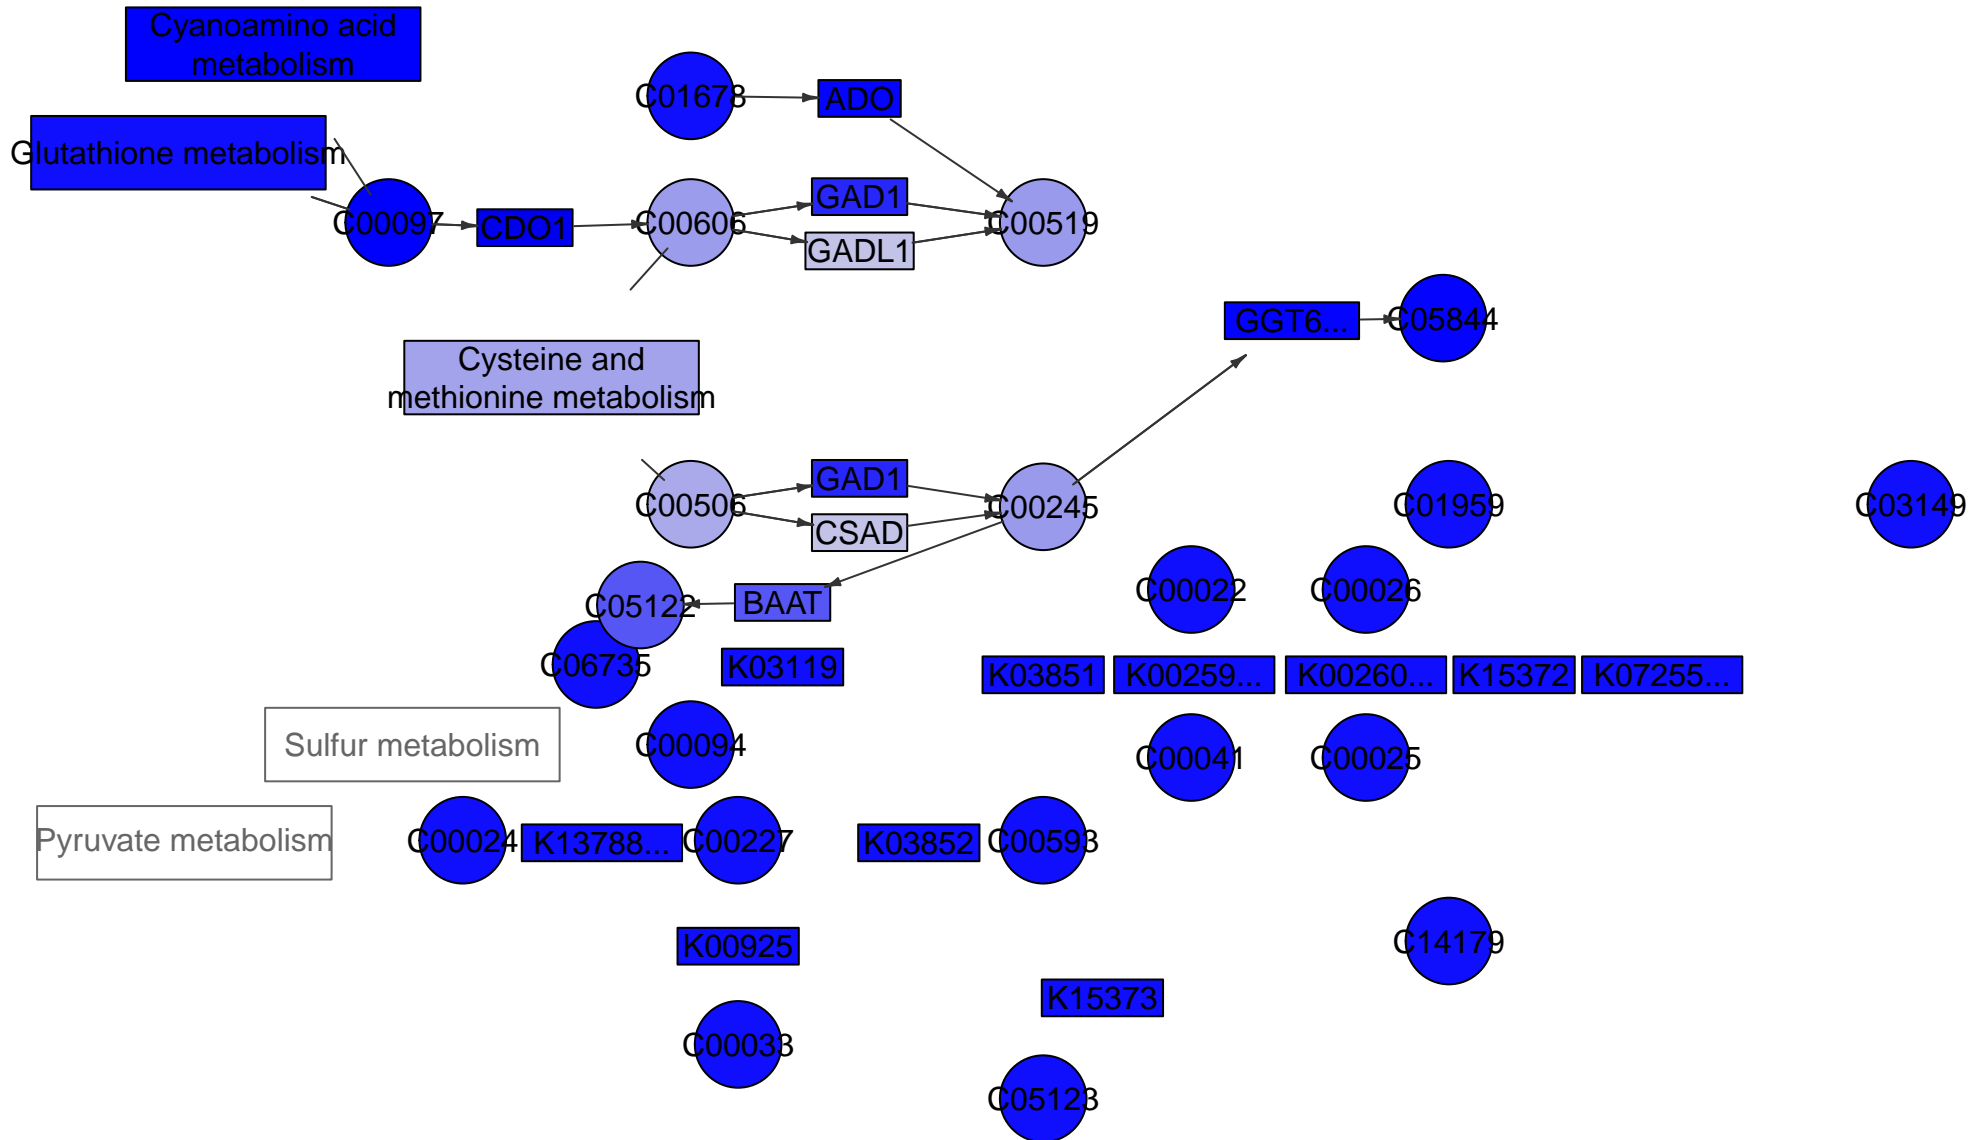 Cyanoamino acid
metabolism
C01678
ADO
Glutathione metabolism
C00097
CDO1
C00606
GAD1
GADL1
C00519
GGT6...
C05844
Cysteine and
methionine metabolism
C00506
GAD1
CSAD
C00245
C01959
C03149
C05122
BAAT
C00022
C00026
C06735
K03119
K03851
K00259...
K00260...
K15372
K07255...
Sulfur metabolism
C00094
C00041
C00025
Pyruvate metabolism
C00024
K13788...
C00227
K03852
C00593
K00925
C14179
K15373
C00033
C05123